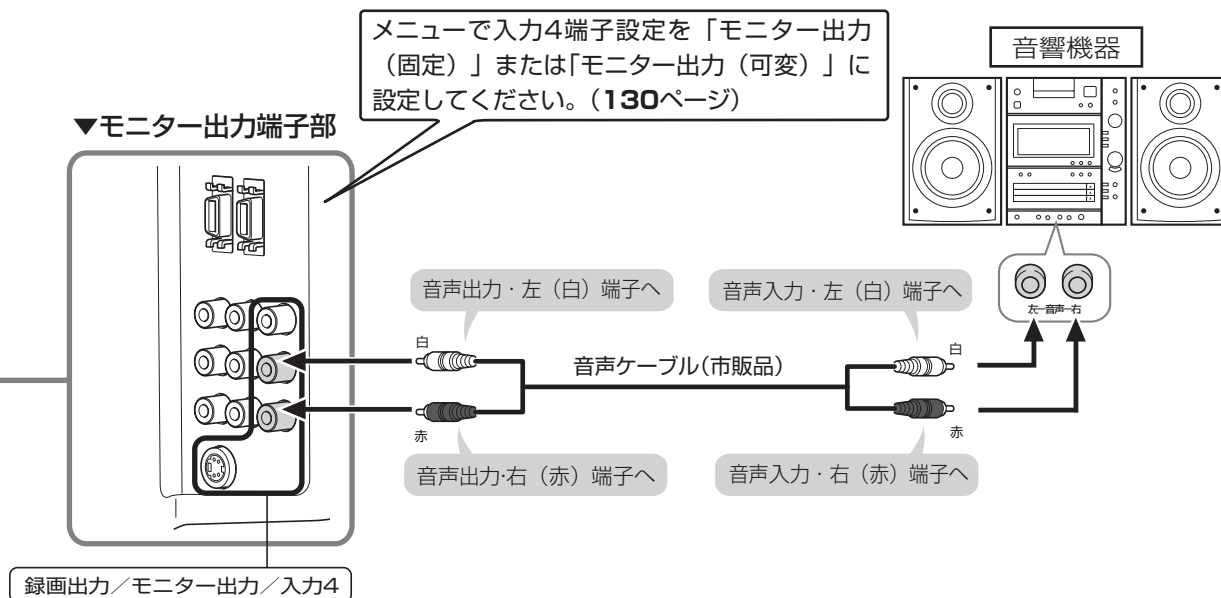 メニューで入力4端子設定を「モニター出力
（固定）」または「モニター出力（可変）」に
設定してください。（130ページ）
音響機器
▼モニター出力端子部
音声出力・左（白）端子へ
音声入力・左（白）端子へ
左－音声－右
白
音声ケーブル（市販品）
白
赤
赤
音声出力・右（赤）端子へ
音声入力・右（赤）端子へ
録画出力／モニター出力／入力4